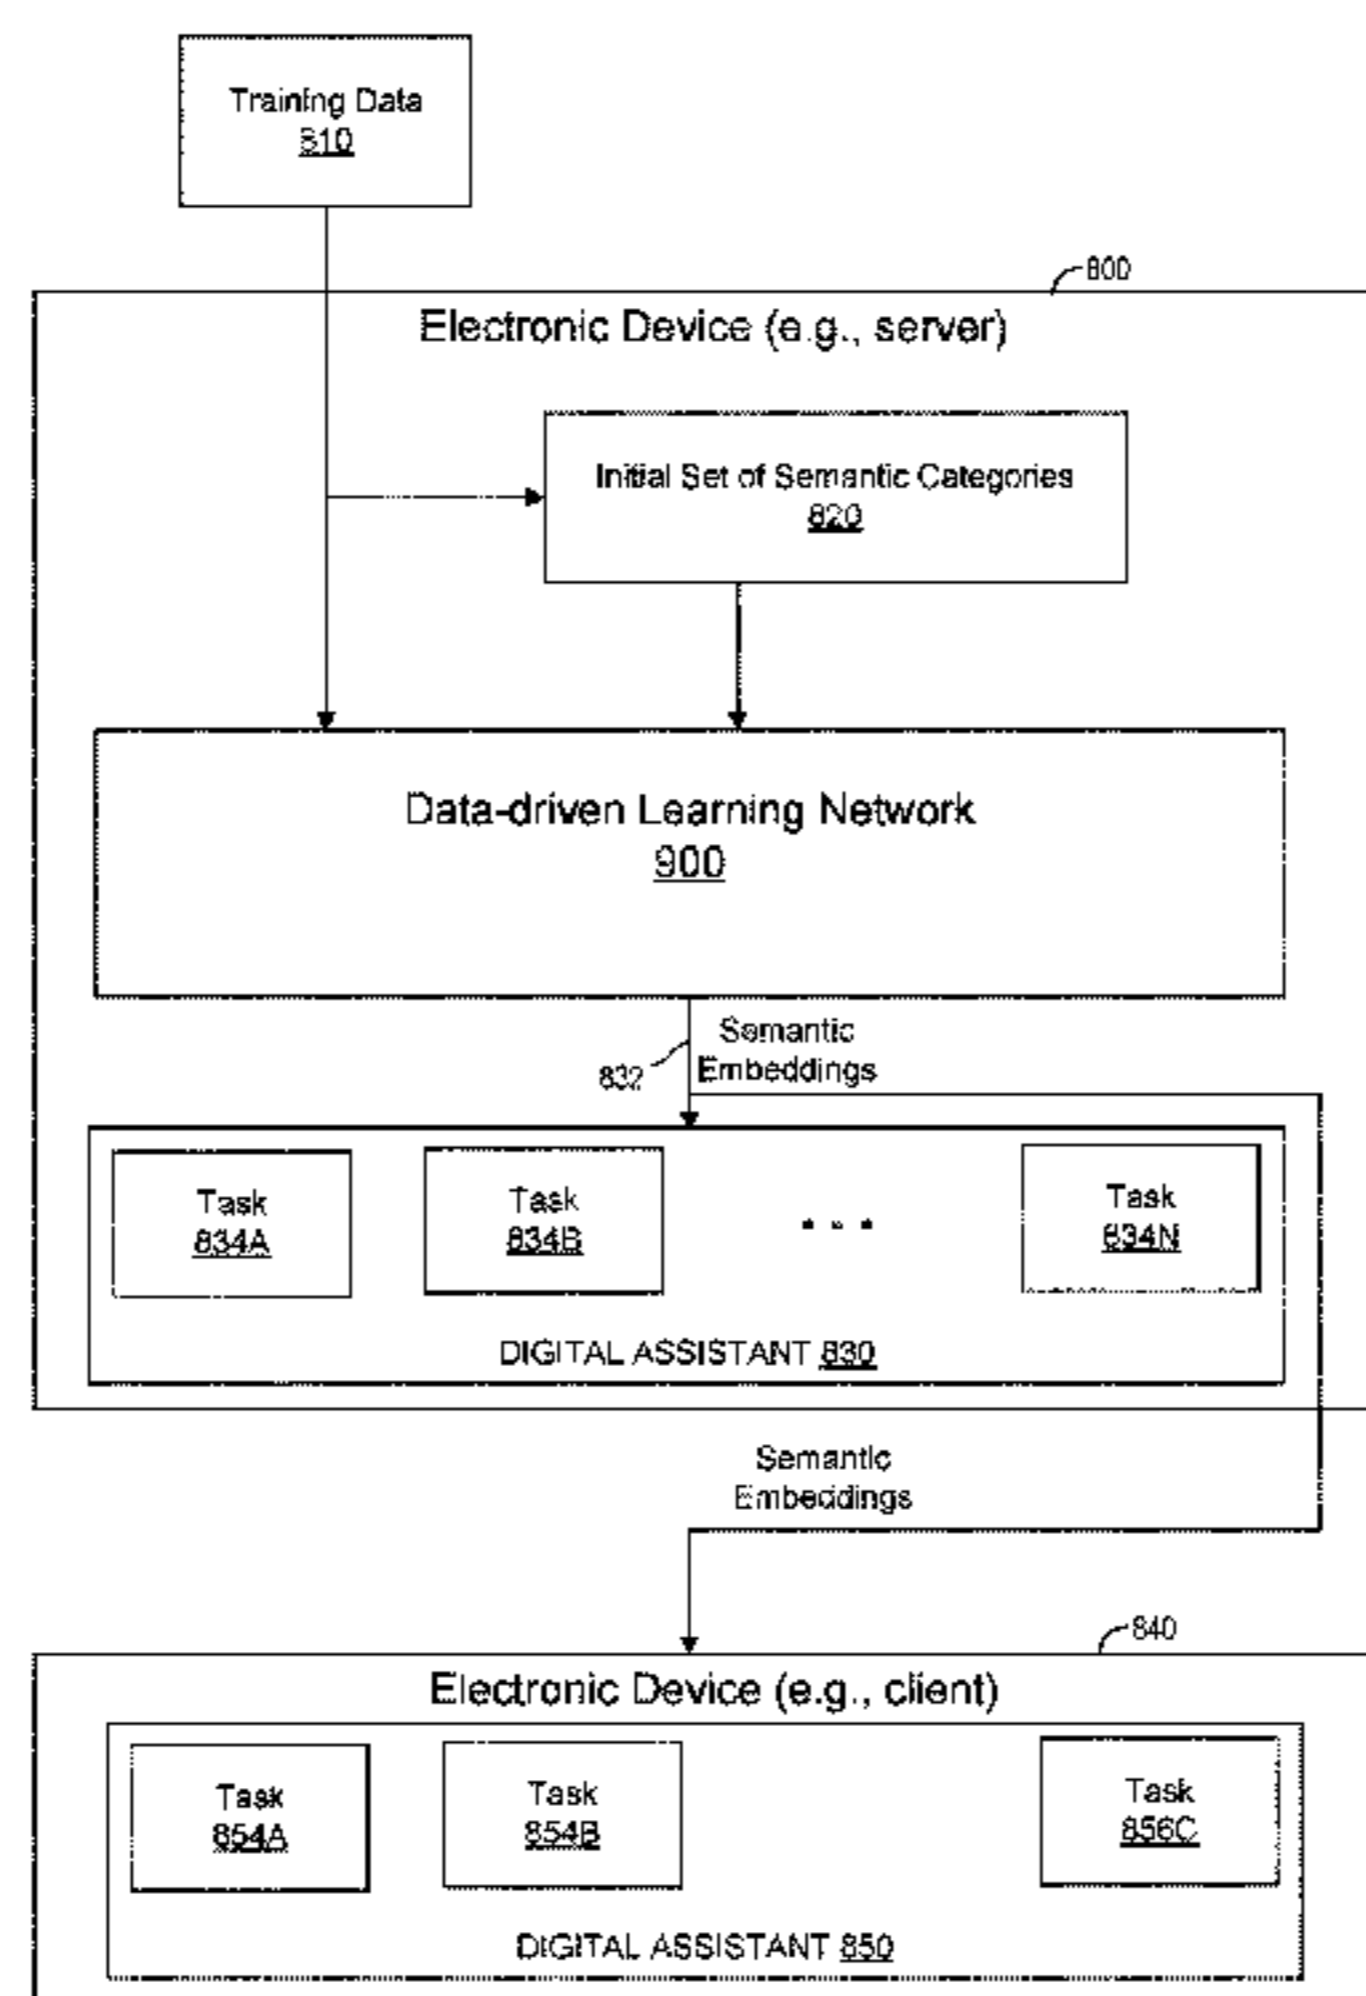 Training Data
810
800
Electronic Device (e.g., server)
Initial Set of Semantic Categories
820
Data-driven Learning Network
900
832
Semantic
Embeddings
Task
834A
Task
834B
. . .
Task
834N
DIGITAL ASSISTANT 830
Semantic
Embeddings
840
Electronic Device (e.g., client)
Task
854A
Task
854B
Task
856C
DIGITAL ASSISTANT 850